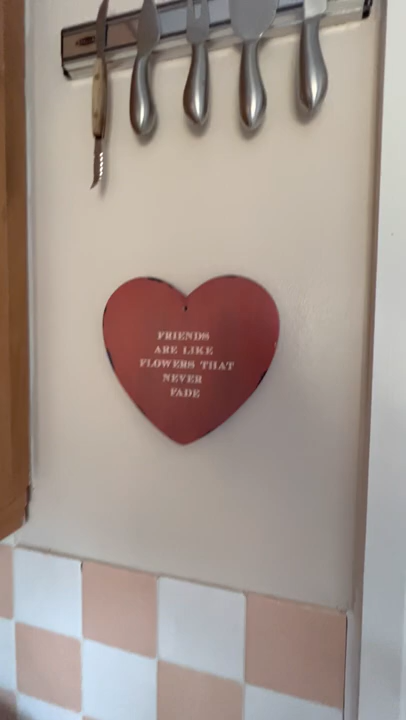 FRIENDS
ARE LIKE
FLOWERS THAT
NEVER
FADE